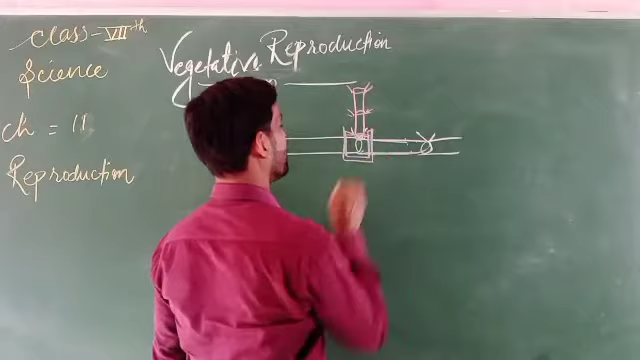 Class-VIIth
Science
Ch = 11
Reproduction
Vegetative Reproduction